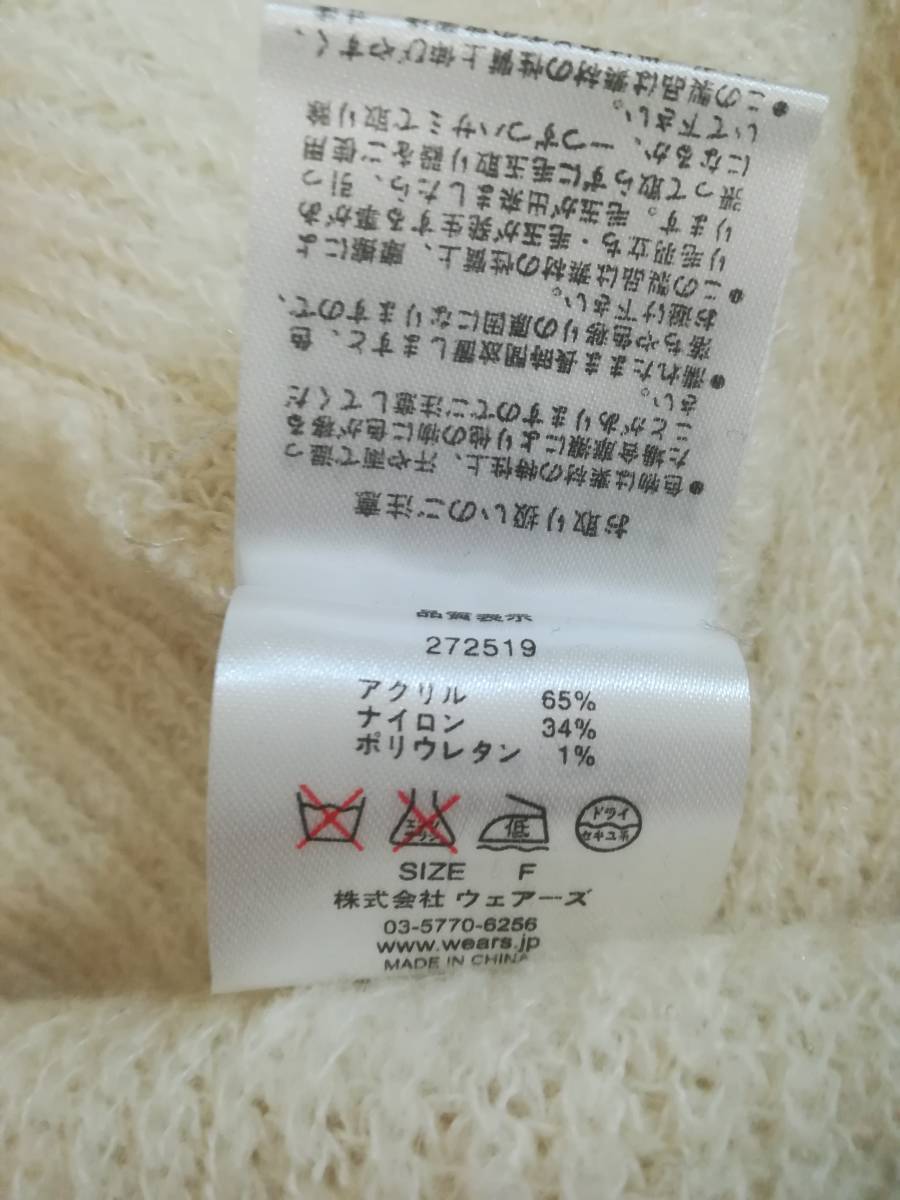 お取り扱いのご注意
●色物は素材の特性上、汗や雨で湿っ
た場合摩擦により他の物に色が移る
ことがありますのでご注意してくだ
さい。
●濡れたまま長時間放置しますと、色
落ちや色移りの原因になりますので、
お避け下さい。
●この製品は素材の性質上、摩擦によ
り毛羽立ち・毛玉が発生する事があ
ります。毛玉が出来ましたら、引っ
張って取らずに毛玉取り器をご使用
になるか、一つずつハサミで取り除
いて下さい。
●この製品は素材の性質上伸びやすく、
品質表示
272519
アクリル 65%
ナイロン 34%
ポリウレタン 1%
低
ドライ
セキユ系
SIZE F
株式会社 ウェアーズ
03-5770-6256
www.wears.jp
MADE IN CHINA